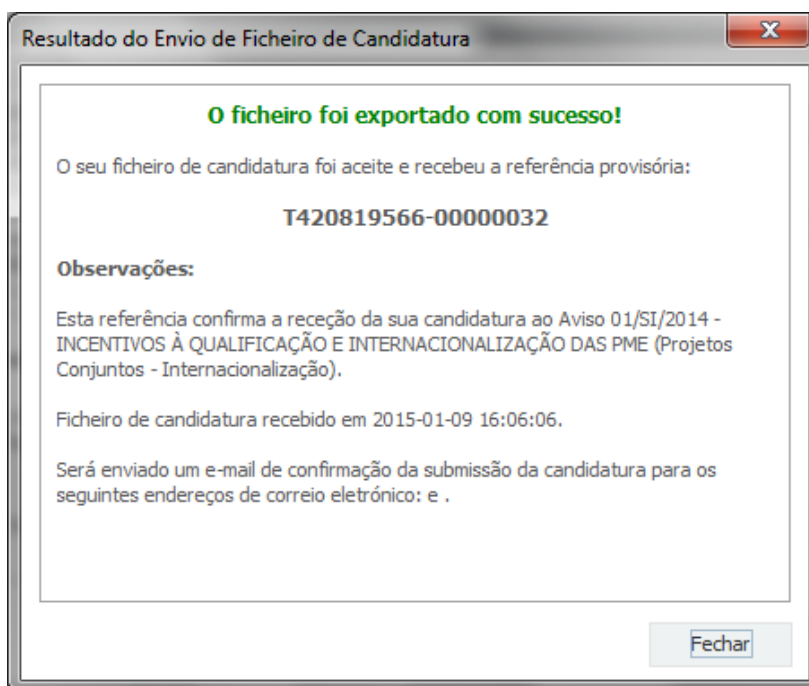 Resultado do Envio de Ficheiro de Candidatura
O ficheiro foi exportado com sucesso!
O seu ficheiro de candidatura foi aceite e recebeu a referência provisória:
T420819566-00000032
Observações:
Esta referência confirma a receção da sua candidatura ao Aviso 01/SI/2014 -
INCENTIVOS À QUALIFICAÇÃO E INTERNACIONALIZAÇÃO DAS PME (Projetos
Conjuntos - Internacionalização).
Ficheiro de candidatura recebido em 2015-01-09 16:06:06.
Será enviado um e-mail de confirmação da submissão da candidatura para os
seguintes endereços de correio eletrónico: e .
Fechar